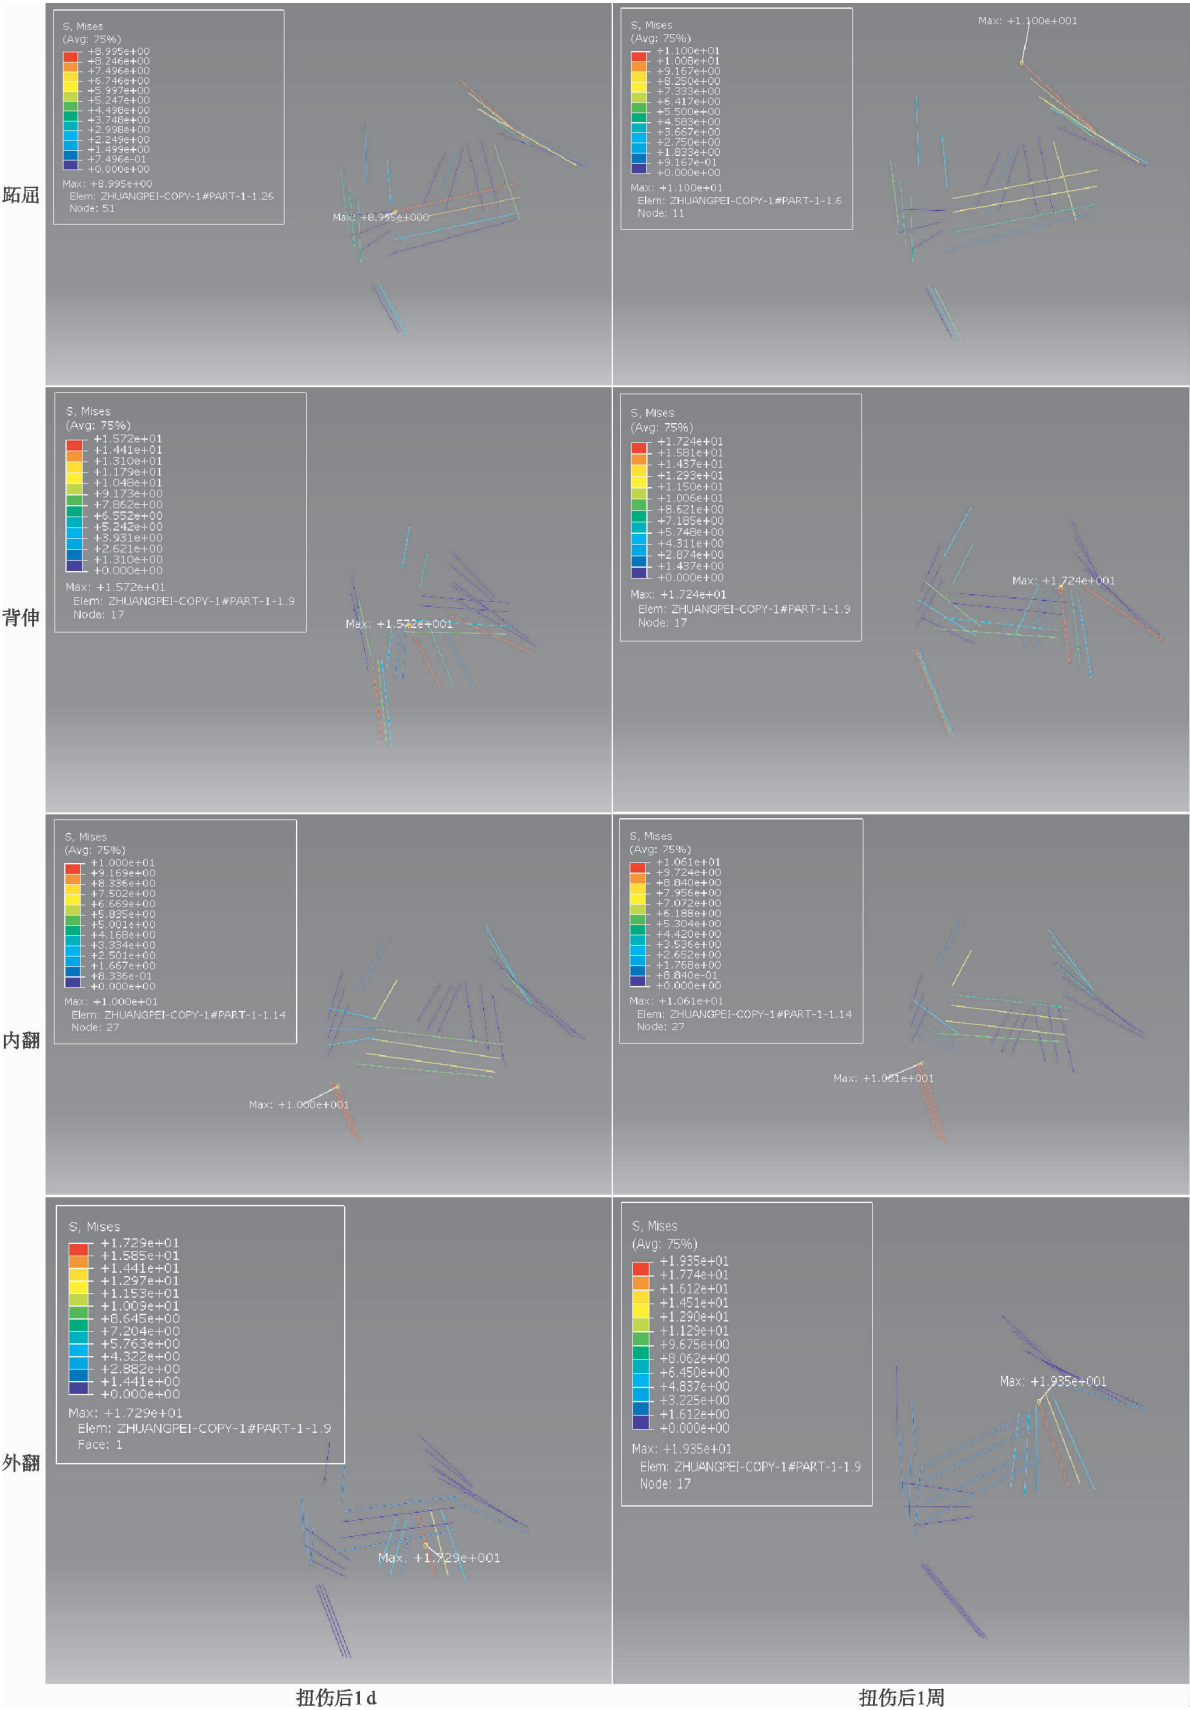 S, Mises
(Avg: 75%)
+8.995e+00
+8.246e+00
+7.496e+00
+6.746e+00
+5.997e+00
+5.247e+00
+4.498e+00
+3.748e+00
+2.998e+00
+2.249e+00
+1.499e+00
+7.496e-01
+0.000e+00
Max: +8.995e+00
Elem: ZHUANGPEI-COPY-1#PART-1-1.26
Node: 51
Max: +8.995e+000
S, Mises
(Avg: 75%)
+1.100e+01
+1.008e+01
+9.167e+00
+8.250e+00
+7.333e+00
+6.417e+00
+5.500e+00
+4.583e+00
+3.667e+00
+2.750e+00
+1.833e+00
+9.167e-01
+0.000e+00
Max: +1.100e+01
Elem: ZHUANGPEI-COPY-1#PART-1-1.6
Node: 11
Max: +1.100e+001
跖屈
S, Mises
(Avg: 75%)
+1.572e+01
+1.441e+01
+1.310e+01
+1.179e+01
+1.048e+01
+9.173e+00
+7.862e+00
+6.552e+00
+5.242e+00
+3.931e+00
+2.621e+00
+1.310e+00
+0.000e+00
Max: +1.572e+01
Elem: ZHUANGPEI-COPY-1#PART-1-1.9
Node: 17
Max: +1.572e+001
S, Mises
(Avg: 75%)
+1.724e+01
+1.581e+01
+1.437e+01
+1.293e+01
+1.150e+01
+1.006e+01
+8.621e+00
+7.185e+00
+5.748e+00
+4.311e+00
+2.874e+00
+1.437e+00
+0.000e+00
Max: +1.724e+01
Elem: ZHUANGPEI-COPY-1#PART-1-1.9
Node: 17
Max: +1.724e+001
背伸
S, Mises
(Avg: 75%)
+1.000e+01
+9.169e+00
+8.336e+00
+7.502e+00
+6.669e+00
+5.835e+00
+5.001e+00
+4.168e+00
+3.334e+00
+2.501e+00
+1.667e+00
+8.336e-01
+0.000e+00
Max: +1.000e+01
Elem: ZHUANGPEI-COPY-1#PART-1-1.14
Node: 27
Max: +1.000e+001
S, Mises
(Avg: 75%)
+1.061e+01
+9.724e+00
+8.840e+00
+7.956e+00
+7.072e+00
+6.188e+00
+5.304e+00
+4.420e+00
+3.536e+00
+2.652e+00
+1.768e+00
+8.840e-01
+0.000e+00
Max: +1.061e+01
Elem: ZHUANGPEI-COPY-1#PART-1-1.14
Node: 27
Max: +1.061e+001
内翻
S, Mises
+1.729e+01
+1.585e+01
+1.441e+01
+1.297e+01
+1.153e+01
+1.009e+01
+8.645e+00
+7.204e+00
+5.763e+00
+4.322e+00
+2.882e+00
+1.441e+00
+0.000e+00
Max: +1.729e+01
Elem: ZHUANGPEI-COPY-1#PART-1-1.9
Face: 1
Max: +1.729e+001
S, Mises
(Avg: 75%)
+1.935e+01
+1.774e+01
+1.612e+01
+1.451e+01
+1.290e+01
+1.129e+01
+9.675e+00
+8.062e+00
+6.450e+00
+4.837e+00
+3.225e+00
+1.612e+00
+0.000e+00
Max: +1.935e+01
Elem: ZHUANGPEI-COPY-1#PART-1-1.9
Node: 17
Max: +1.935e+001
外翻
扭伤后1 d
扭伤后1周